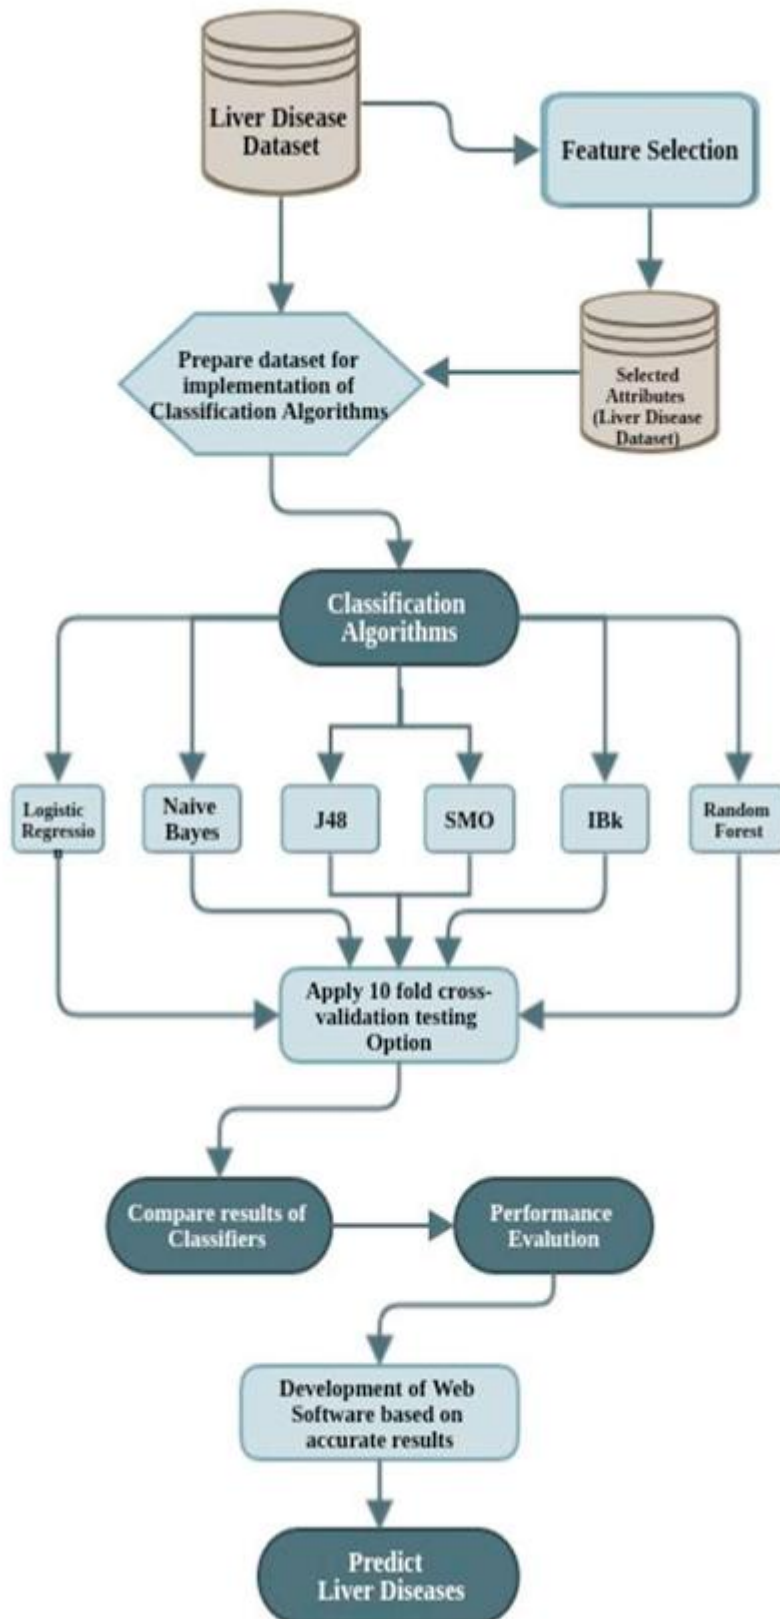 Liver Disease
Dataset
Feature Selection
Prepare dataset for
implementation of
Classification Algorithms
Selected
Attributes
(Liver Disease
Dataset)
Classification
Algorithms
Logistic
Regressio
n
Naive
Bayes
J48
SMO
IBk
Random
Forest
Apply 10 fold cross-
validation testing
Option
Compare results of
Classifiers
Performance
Evalution
Development of Web
Software based on
accurate results
Predict
Liver Diseases